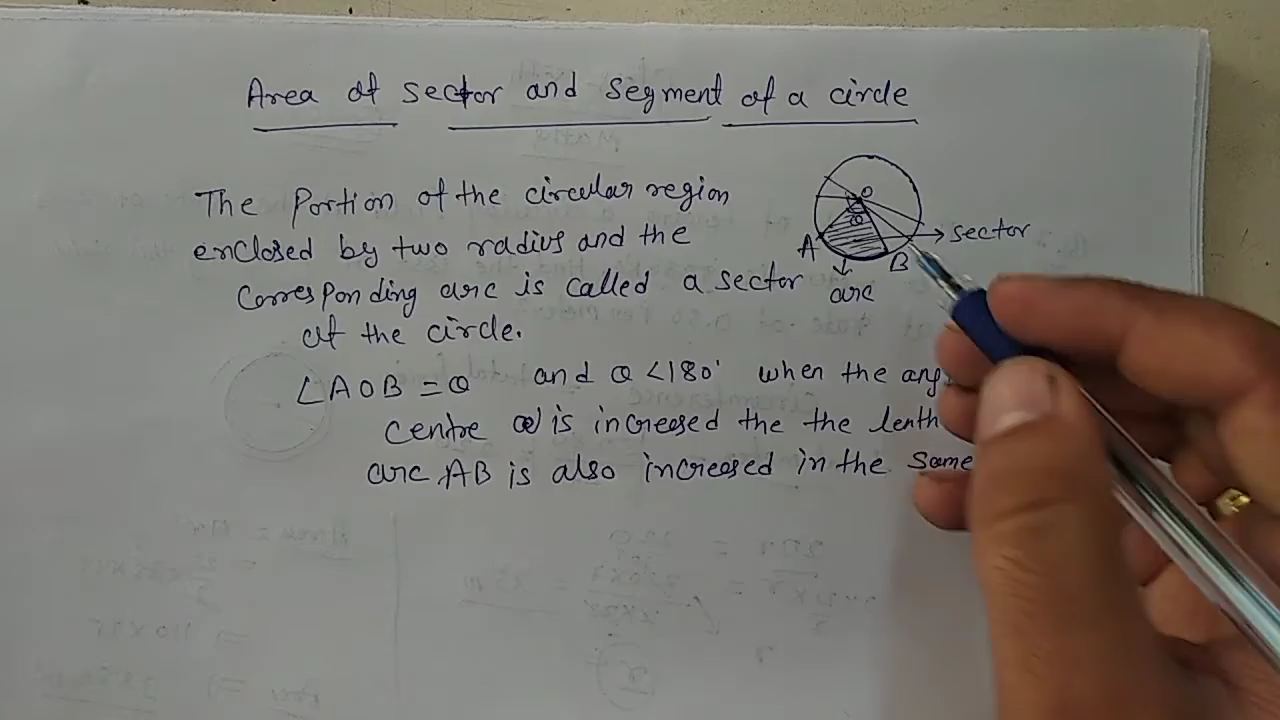 Area of sector and segment of a circle
The Portion of the circular region
enclosed by two radius and the
corresponding arc is called a sector
of the circle.
O
θ
A
B
sector
arc
∠AOB = θ and θ <180° when the
centre (θ) is increased the the lenth
arc AB is also increased in the same